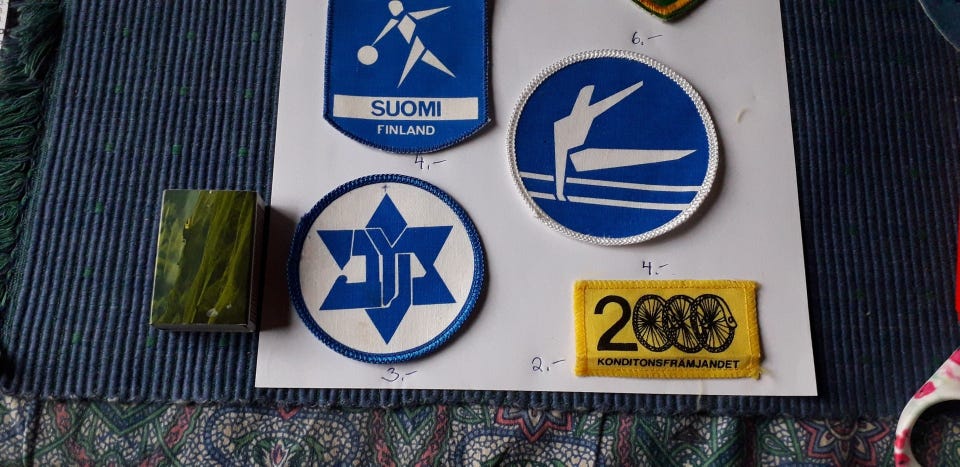 6.-
SUOMI
FINLAND
4.-
3.-
4.-
2.-
2000
KONDITONSFRÄMJANDET